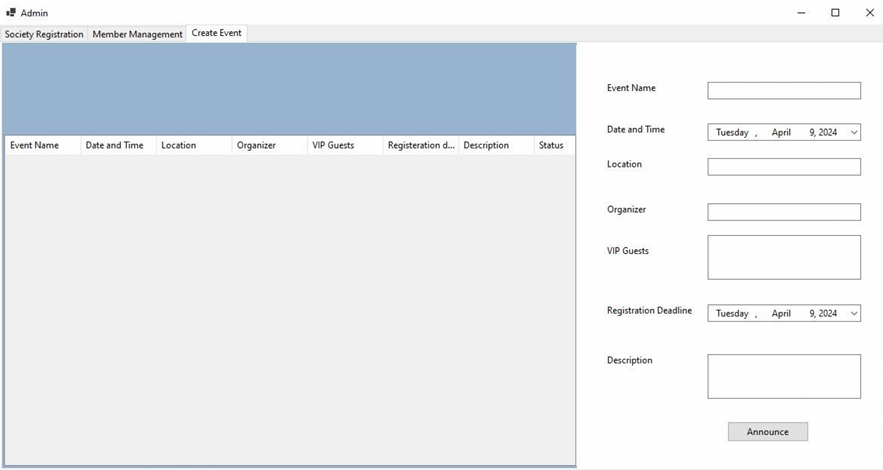 Admin
Society Registration Member Management Create Event
Event Name Date and Time Location Organizer VIP Guests Registeration d... Description Status
Event Name
Date and Time Tuesday , April 9, 2024
Location
Organizer
VIP Guests
Registration Deadline Tuesday , April 9, 2024
Description
Announce